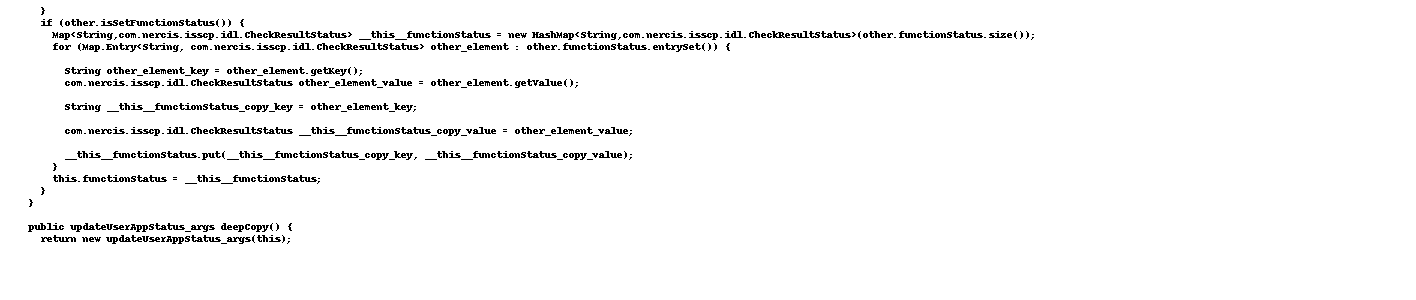 }
if (other.isSetFunctionStatus()) {
Map<String,com.nercis.isscp.idl.CheckResultStatus> __this__functionStatus = new HashMap<String,com.nercis.isscp.idl.CheckResultStatus>(other.functionStatus.size());
for (Map.Entry<String, com.nercis.isscp.idl.CheckResultStatus> other_element : other.functionStatus.entrySet()) {
String other_element_key = other_element.getKey();
com.nercis.isscp.idl.CheckResultStatus other_element_value = other_element.getValue();
String __this__functionStatus_copy_key = other_element_key;
com.nercis.isscp.idl.CheckResultStatus __this__functionStatus_copy_value = other_element_value;
__this__functionStatus.put(__this__functionStatus_copy_key, __this__functionStatus_copy_value);
}
this.functionStatus = __this__functionStatus;
}
}
public updateUserAppStatus_args deepCopy() {
return new updateUserAppStatus_args(this);